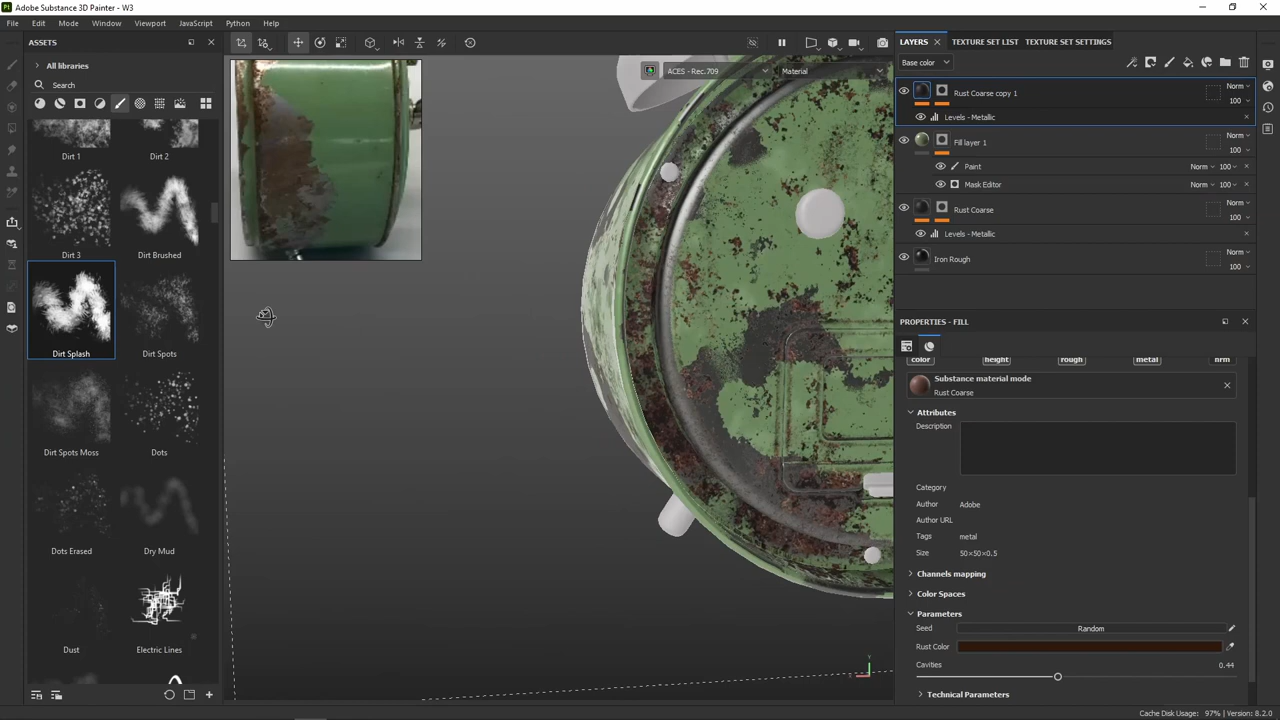 Adobe Substance 3D Painter - W3
File Edit Mode Window Viewport JavaScript Python Help
ASSETS
All libraries
Search
Dirt 1 Dirt 2
Dirt 3 Dirt Brushed
Dirt Splash Dirt Spots
Dirt Spots Moss Dots
Dots Erased Dry Mud
Dust Electric Lines
ACES - Rec.709 Material
Y
LAYERS TEXTURE SET LIST TEXTURE SET SETTINGS
Base color
Rust Coarse copy 1 Norm
100
Levels - Metallic
Fill layer 1 Norm
100
Paint Norm 100
Mask Editor Norm 100
Rust Coarse Norm
100
Levels - Metallic
Iron Rough Norm
100
PROPERTIES - FILL
color height rough metal nrm
Substance material mode
Rust Coarse
Attributes
Description
Category
Author Adobe
Author URL
Tags metal
Size 50×50×0.5
Channels mapping
Color Spaces
Parameters
Seed Random
Rust Color
Cavities 0.44
Technical Parameters
Cache Disk Usage: 97% | Version: 8.2.0